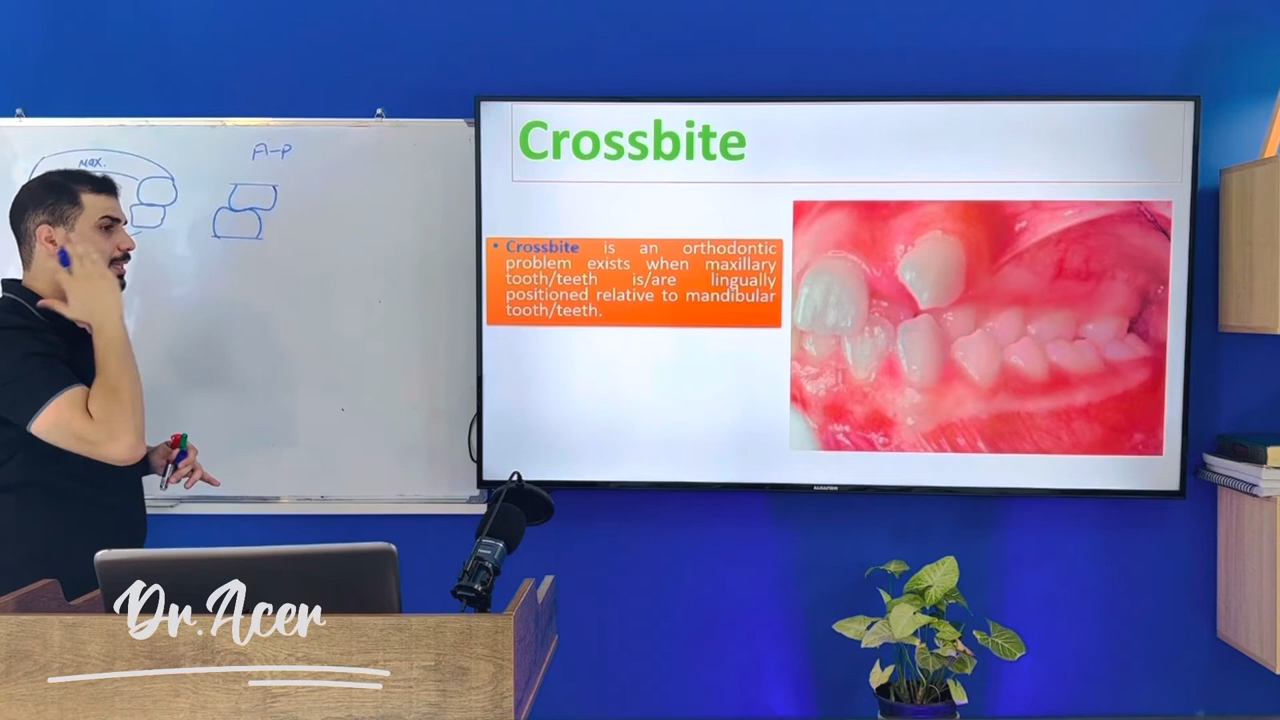 Max.
A-P
Crossbite
• Crossbite is an orthodontic
problem exists when maxillary
tooth/teeth is/are lingually
positioned relative to mandibular
tooth/teeth.
Dr.Acer